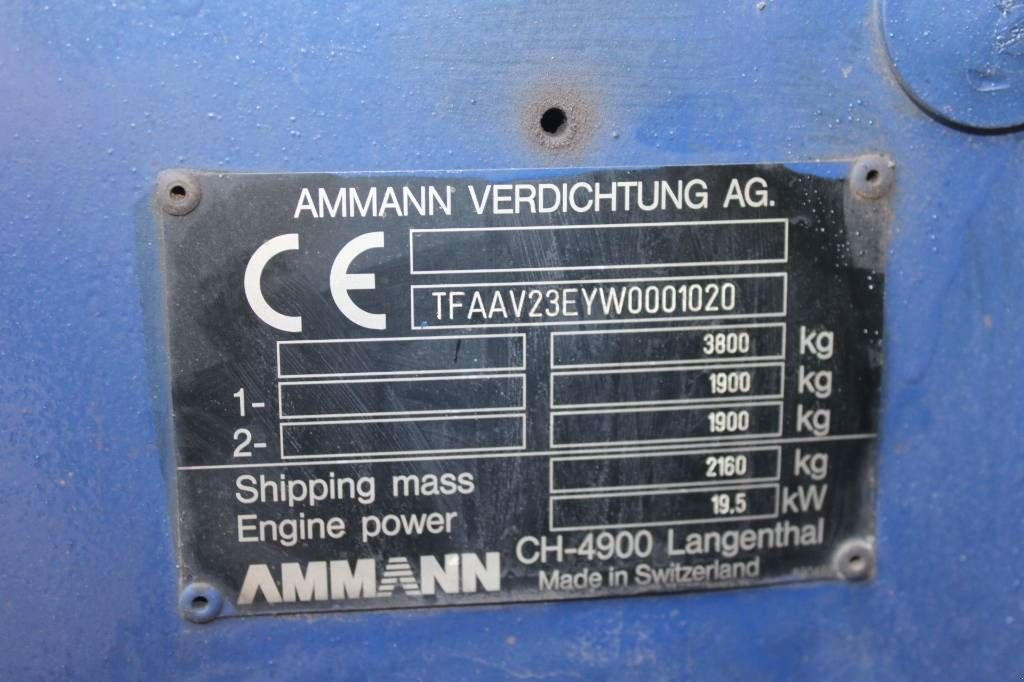 AMMANN VERDICHTUNG AG.
CE
TFAAV23EYW0001020
3800 kg
1- 1900 kg
2- 1900 kg
Shipping mass 2160 kg
Engine power 19.5 kW
AMMANN CH-4900 Langenthal
Made in Switzerland